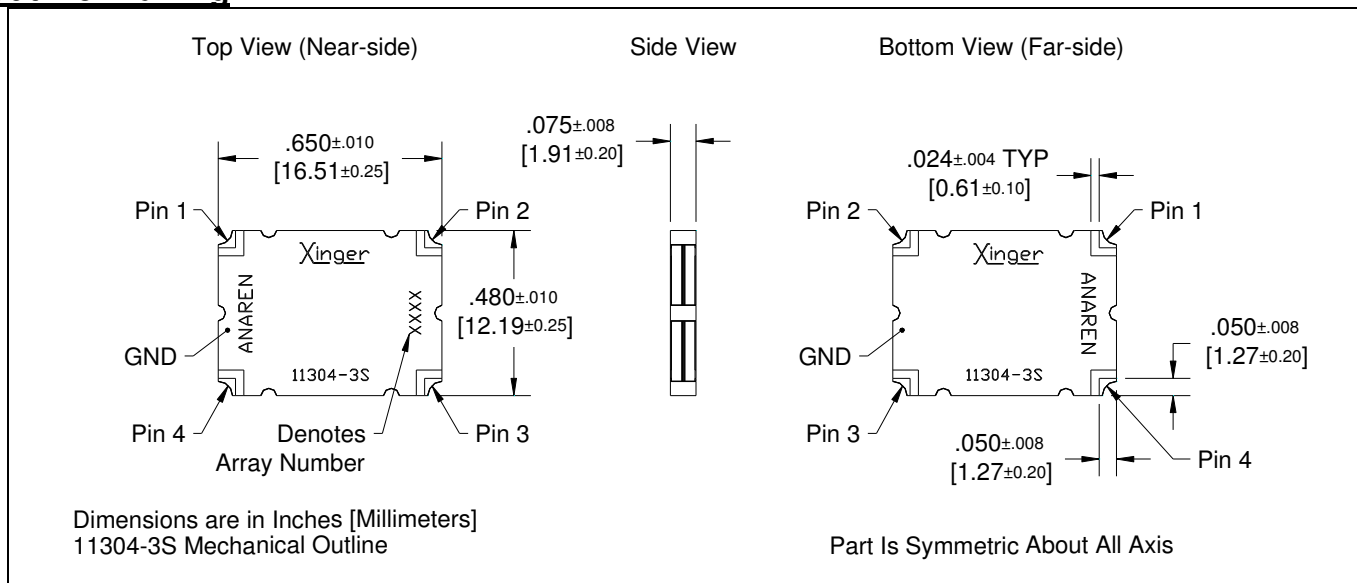 Top View (Near-side)
Side View
Bottom View (Far-side)
.650±.010
[16.51±0.25]
.075±.008
[1.91±0.20]
.024±.004 TYP
[0.61±0.10]
Pin 1
Pin 2
Pin 2
Pin 1
Xinger
Xinger
ANAREN
XXXX
ANAREN
.480±.010
[12.19±0.25]
.050±.008
[1.27±0.20]
GND
GND
11304-3S
11304-3S
Pin 4
Denotes
Array Number
Pin 3
Pin 3
.050±.008
[1.27±0.20]
Pin 4
Dimensions are in Inches [Millimeters]
11304-3S Mechanical Outline
Part Is Symmetric About All Axis